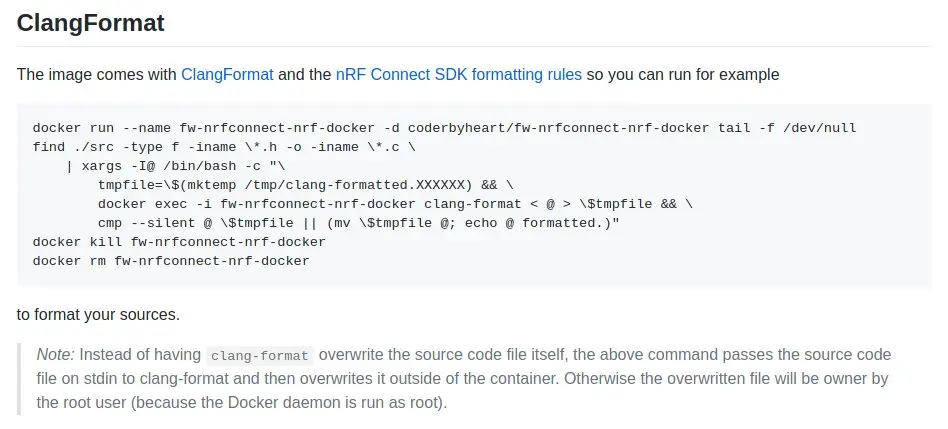 ClangFormat
The image comes with ClangFormat and the nRF Connect SDK formatting rules so you can run for example
docker run --name fw-nrfconnect-nrf-docker -d coderbyheart/fw-nrfconnect-nrf-docker tail -f /dev/null
find ./src -type f -iname \*.h -o -iname \*.c \
    | xargs -I@ /bin/bash -c "\
        tmpfile=\$(mktemp /tmp/clang-formatted.XXXXXX) && \
        docker exec -i fw-nrfconnect-nrf-docker clang-format < @ > \$tmpfile && \
        cmp --silent @ \$tmpfile || (mv \$tmpfile @; echo @ formatted.)"
docker kill fw-nrfconnect-nrf-docker
docker rm fw-nrfconnect-nrf-docker
to format your sources.
Note: Instead of having clang-format overwrite the source code file itself, the above command passes the source code
file on stdin to clang-format and then overwrites it outside of the container. Otherwise the overwritten file will be owner by
the root user (because the Docker daemon is run as root).